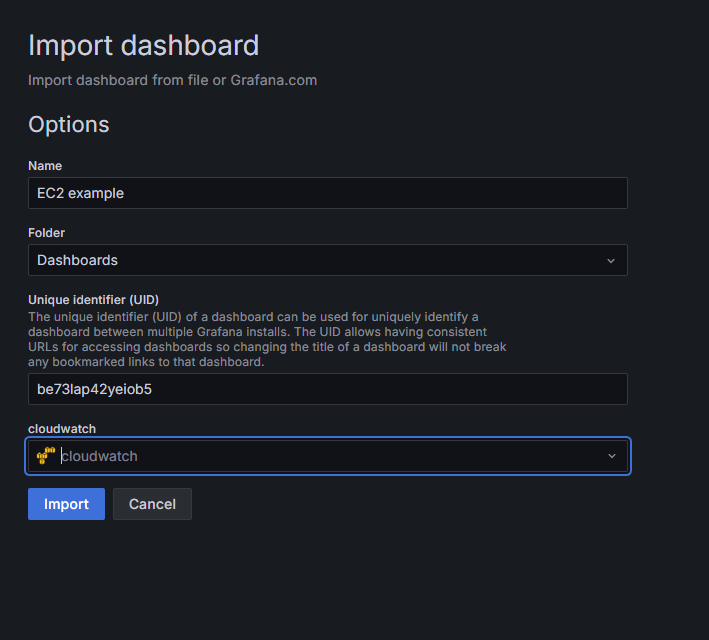 Import dashboard
Import dashboard from file or Grafana.com
Options
Name
EC2 example
Folder
Dashboards
Unique identifier (UID)
The unique identifier (UID) of a dashboard can be used for uniquely identify a
dashboard between multiple Grafana installs. The UID allows having consistent
URLs for accessing dashboards so changing the title of a dashboard will not break
any bookmarked links to that dashboard.
be73lap42yeiob5
cloudwatch
cloudwatch
Import Cancel